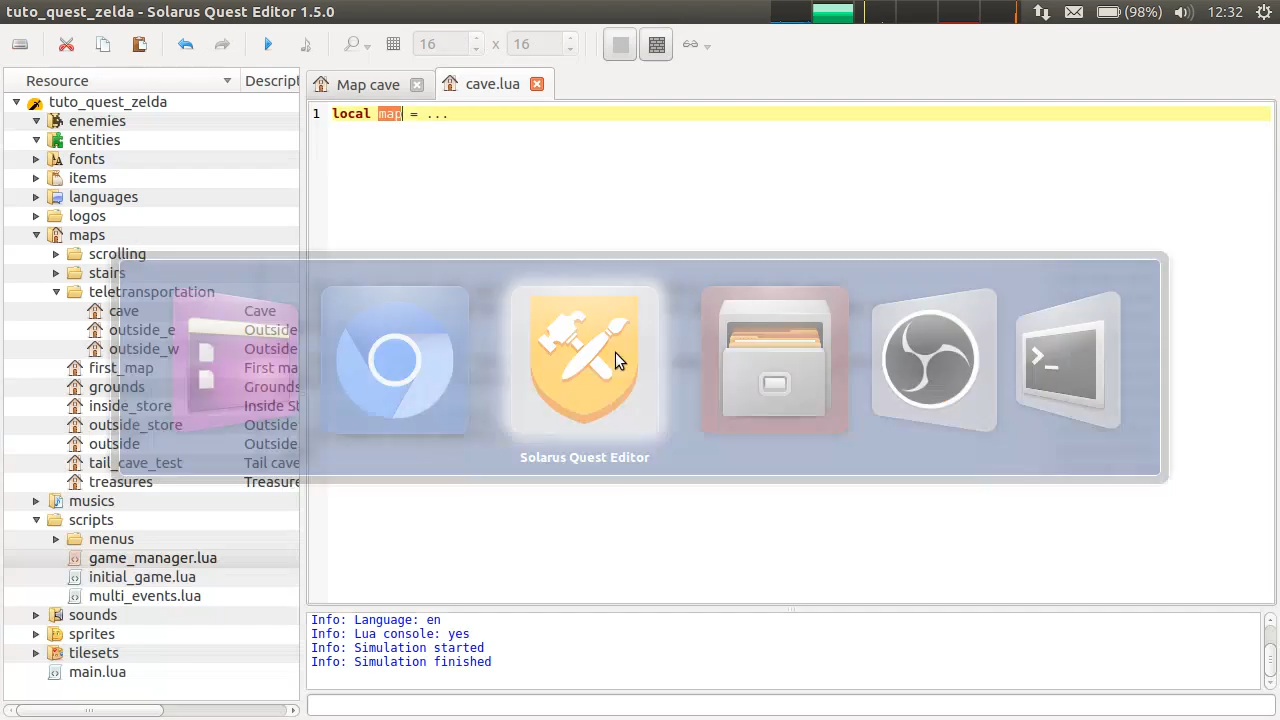 tuto_quest_zelda - Solarus Quest Editor 1.5.0
(98%)
12:32
16 x 16
Resource
Descript
Map cave
cave.lua
1 local map = ...
tuto_quest_zelda
enemies
entities
fonts
items
languages
logos
maps
scrolling
stairs
teletransportation
cave Cave
outside_e Outside
outside_w Outside
first_map First ma
grounds Grounds
inside_store Inside St
outside_store Outside
outside Outside
tail_cave_test Tail cave
treasures Treasure
musics
scripts
menus
game_manager.lua
initial_game.lua
multi_events.lua
sounds
sprites
tilesets
main.lua
Solarus Quest Editor
Info: Language: en
Info: Lua console: yes
Info: Simulation started
Info: Simulation finished